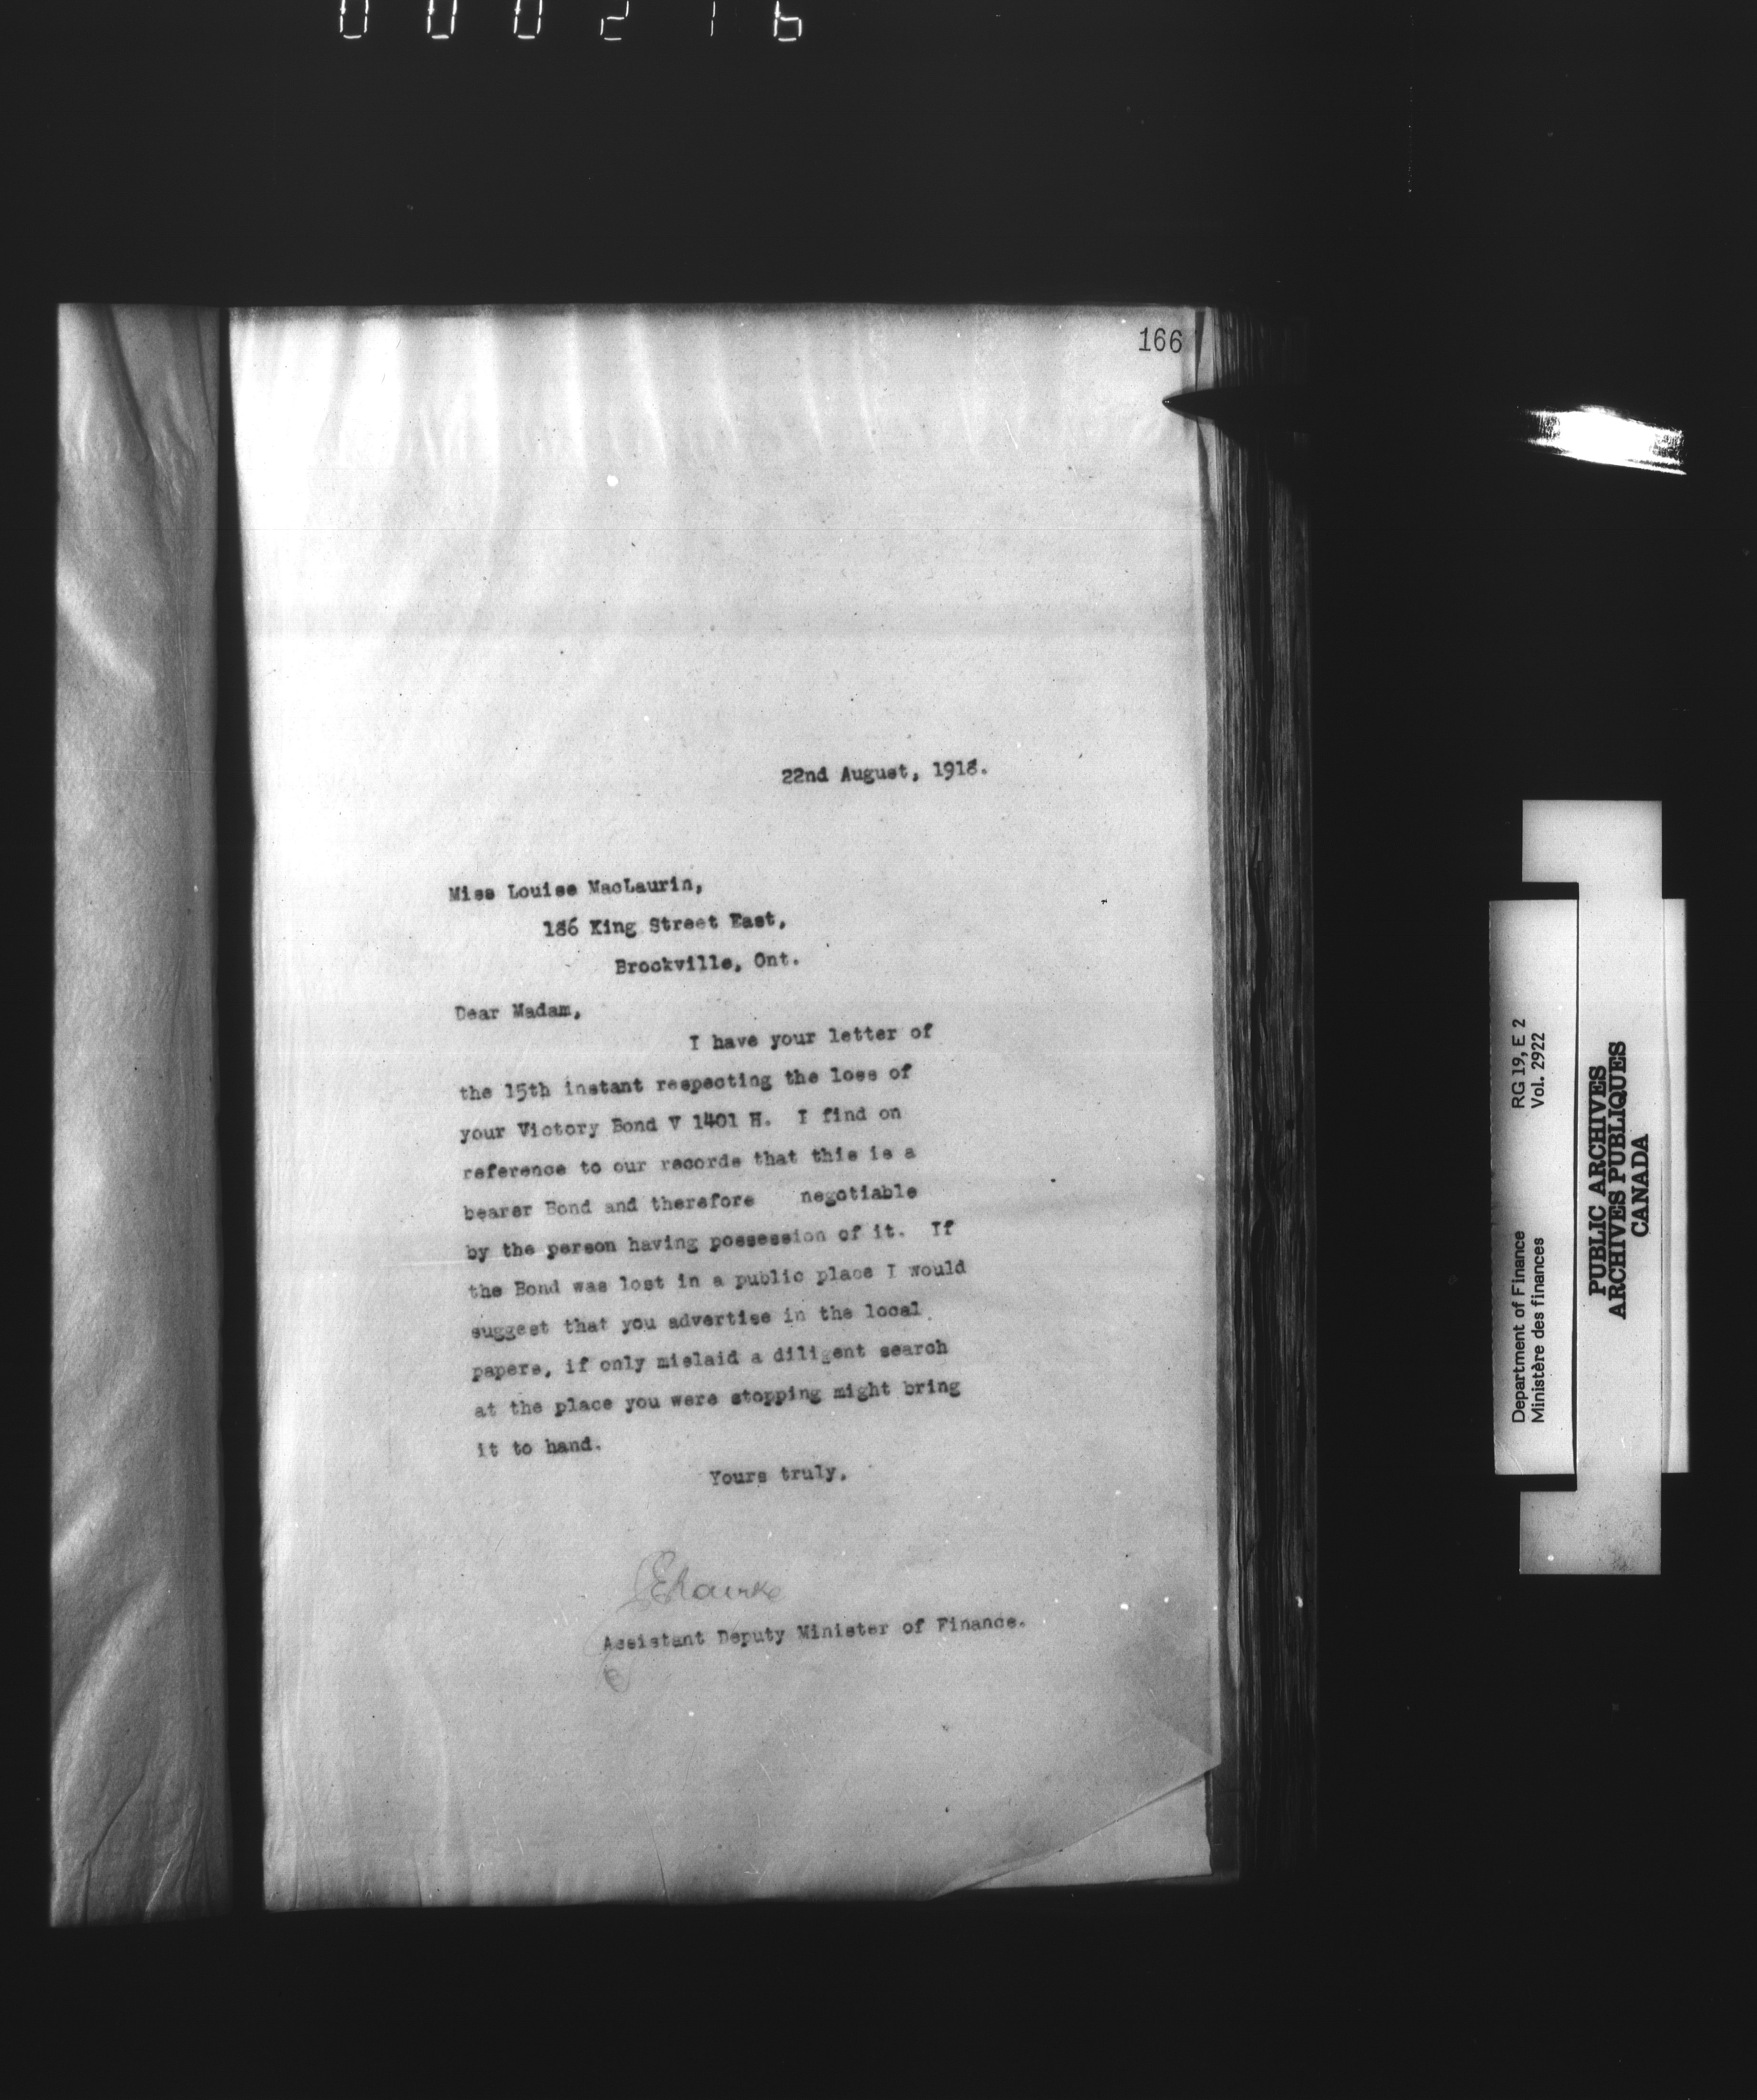 000216
166
22nd August, 1918.
Miss Louise MacLaurin,
186 King Street East,
Brockville, Ont.
Dear Madam,
I have your letter of
the 15th instant respecting the loss of
your Victory Bond V 1401 H. I find on
reference to our records that this is a
bearer Bond and therefore negotiable
by the person having possession of it. If
the Bond was lost in a public place I would
suggest that you advertise in the local
papers, if only mislaid a diligent search
at the place you were stopping might bring
it to hand.
Yours truly,
Assistant Deputy Minister of Finance.
Department of Finance RG 19, E 2
Ministère des finances Vol. 2922
PUBLIC ARCHIVES
ARCHIVES PUBLIQUES
CANADA